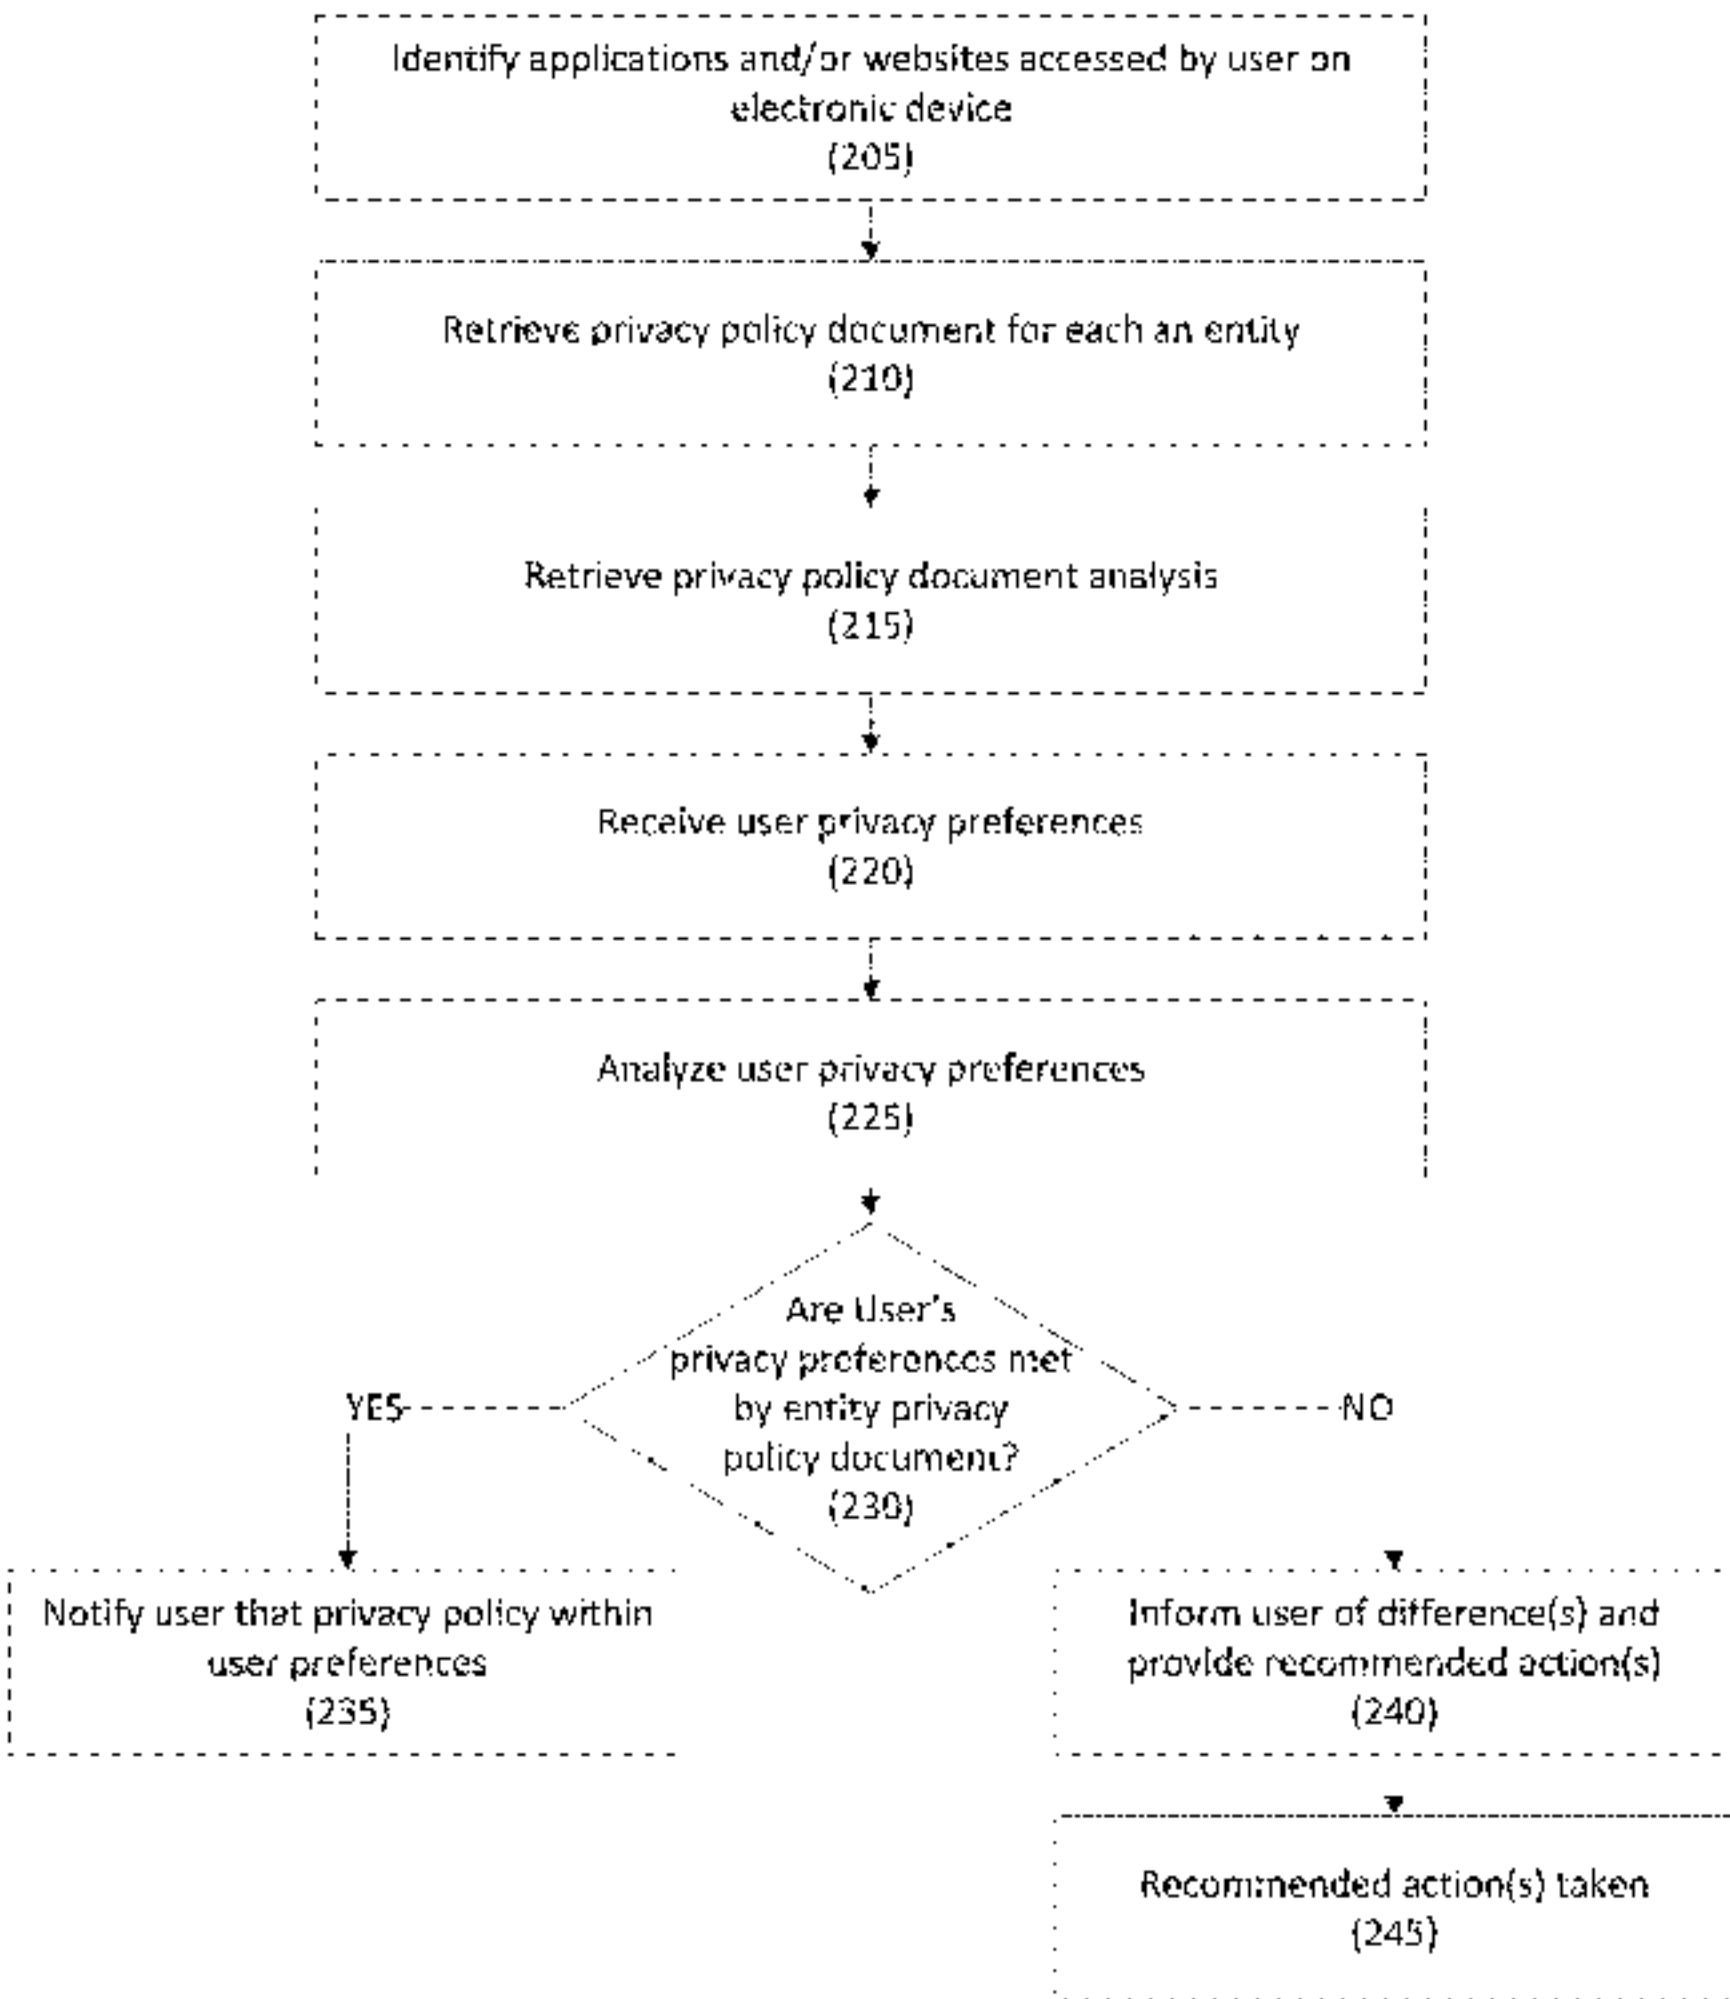 Identify applications and/or websites accessed by user on
electronic device
(205)
Retrieve privacy policy document for each an entity
(210)
Retrieve privacy policy document analysis
(215)
Receive user privacy preferences
(220)
Analyze user privacy preferences
(225)
Are User's
privacy preferences met
by entity privacy
policy document?
(230)
YES
NO
Notify user that privacy policy within
user preferences
(235)
Inform user of difference(s) and
provide recommended action(s)
(240)
Recommended action(s) taken
(245)